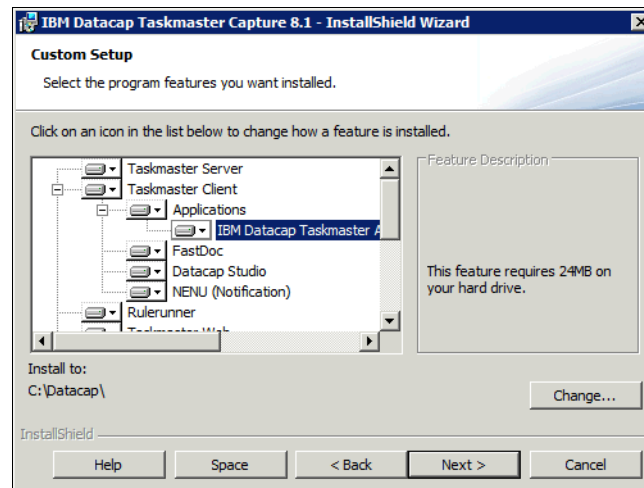 IBM Datacap Taskmaster Capture 8.1 - InstallShield Wizard
Custom Setup
Select the program features you want installed.
Click on an icon in the list below to change how a feature is installed.
Feature Description
Taskmaster Server
Taskmaster Client
Applications
IBM Datacap Taskmaster A
FastDoc
Datacap Studio
NENU (Notification)
Rulerunner
Taskmaster Web
This feature requires 24MB on
your hard drive.
Install to:
C:\Datacap\
Change...
InstallShield
Help Space < Back Next > Cancel